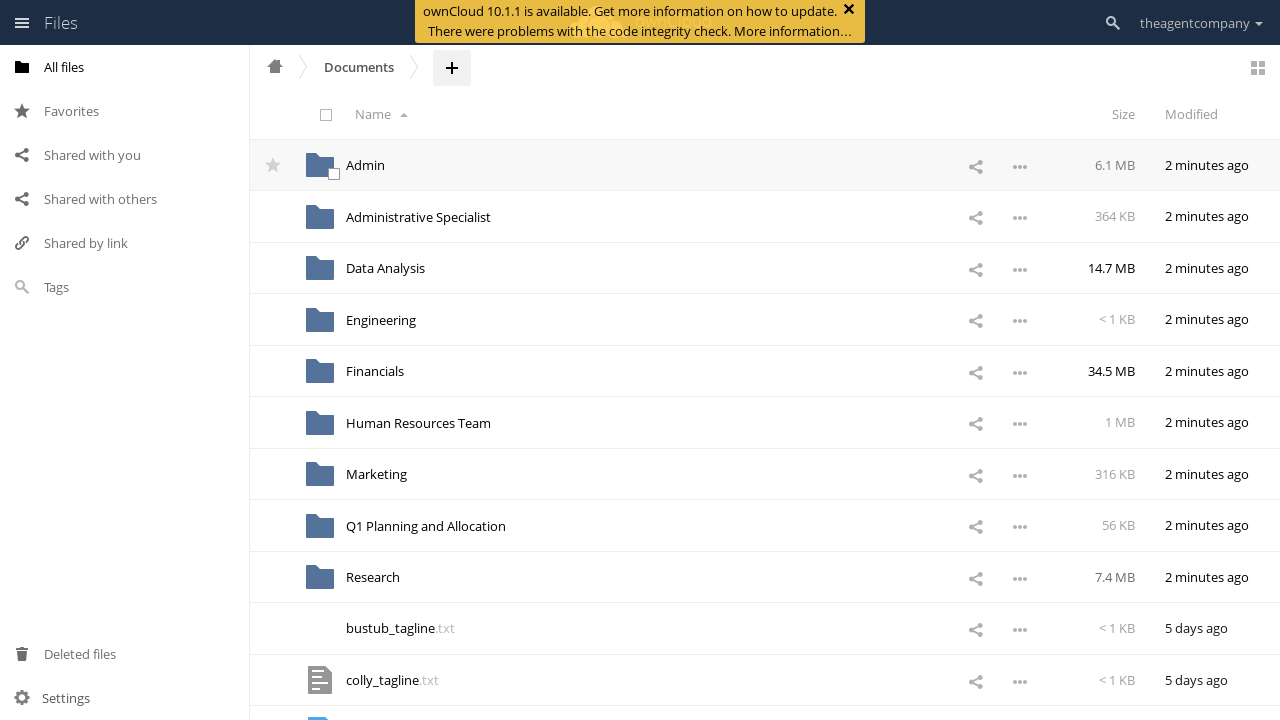 Files
ownCloud 10.1.1 is available. Get more information on how to update.
There were problems with the code integrity check. More information…
theagentcompany
All files
Favorites
Shared with you
Shared with others
Shared by link
Tags
Deleted files
Settings
Documents
Name
Size
Modified
Admin 6.1 MB 2 minutes ago
Administrative Specialist 364 KB 2 minutes ago
Data Analysis 14.7 MB 2 minutes ago
Engineering < 1 KB 2 minutes ago
Financials 34.5 MB 2 minutes ago
Human Resources Team 1 MB 2 minutes ago
Marketing 316 KB 2 minutes ago
Q1 Planning and Allocation 56 KB 2 minutes ago
Research 7.4 MB 2 minutes ago
bustub_tagline.txt < 1 KB 5 days ago
colly_tagline.txt < 1 KB 5 days ago